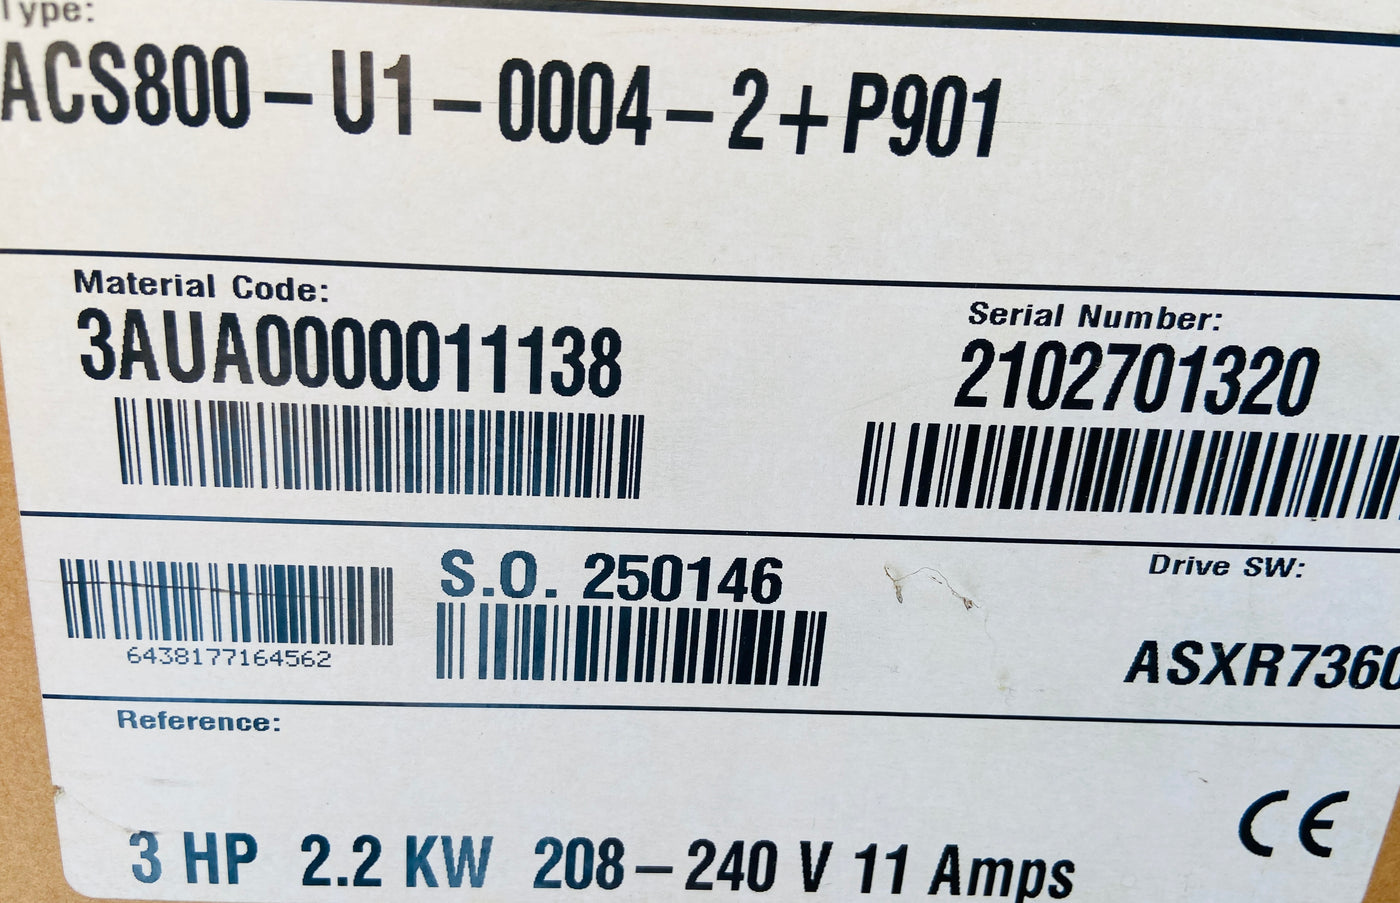 Type:
ACS800-U1-0004-2+P901
Material Code:
3AUA0000011138
Serial Number:
2102701320
6438177164562
S.O. 250146
Drive SW:
ASXR7360
Reference:
3 HP 2.2 KW 208-240 V 11 Amps
CE